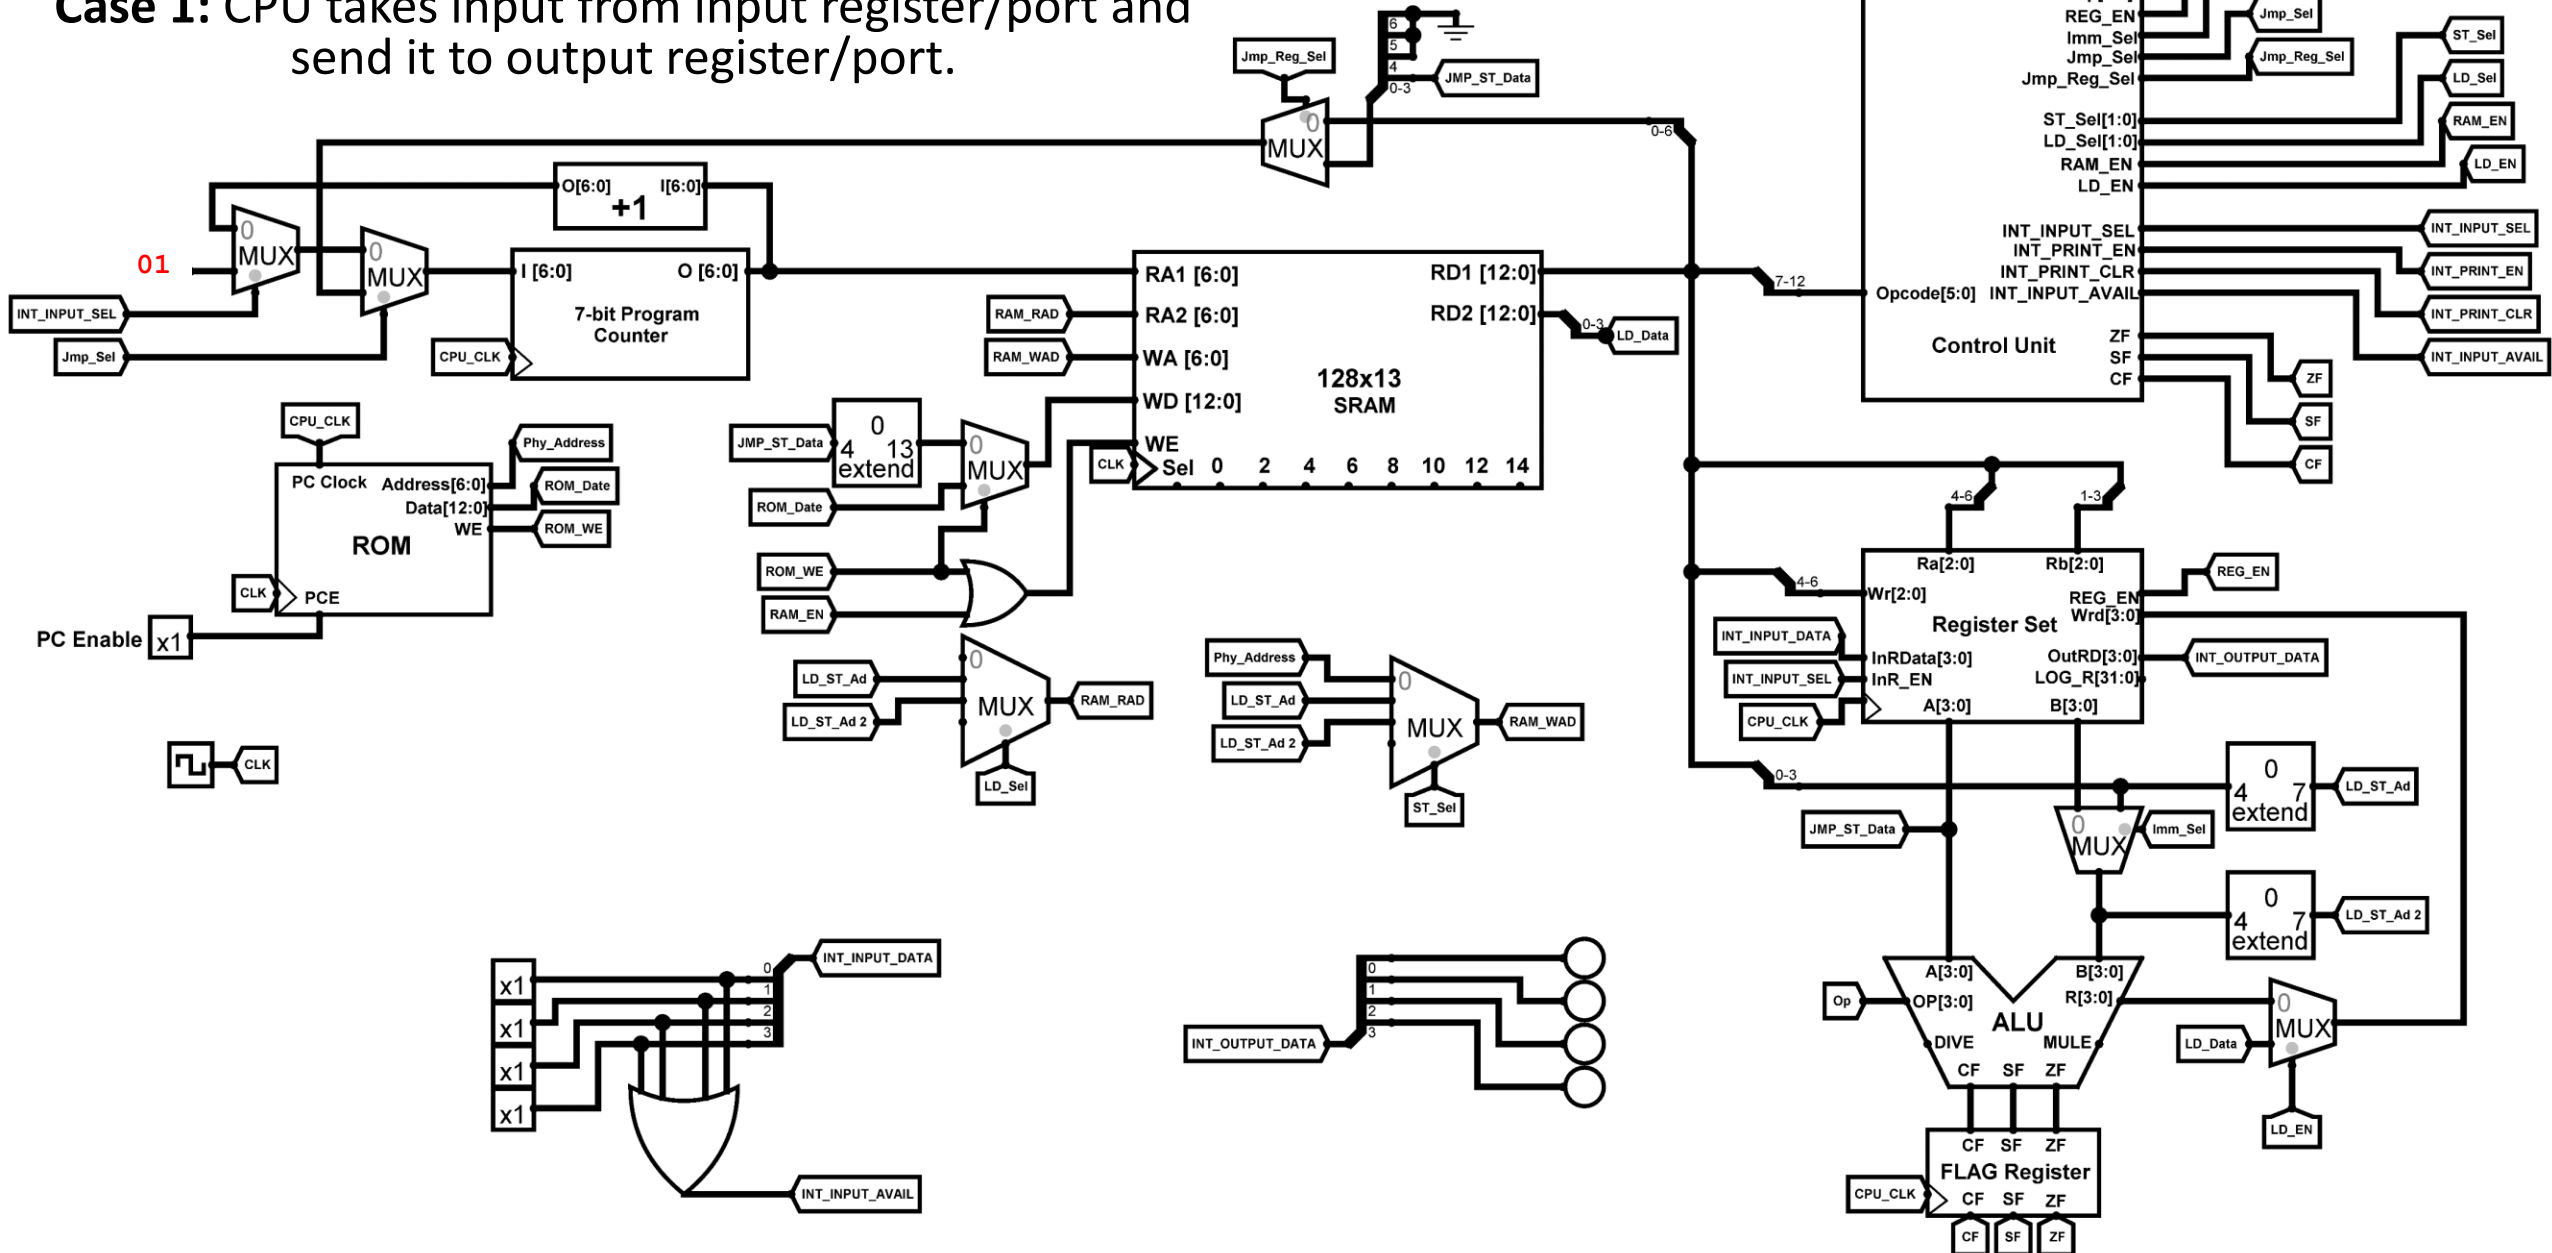 Case 1: CPU takes input from input register/port and
send it to output register/port.
Jmp_Reg_Sel
6
5
4
0-3
JMP_ST_Data
0
MUX
0-6
REG_EN
Imm_Sel
Jmp_Sel
Jmp_Reg_Sel
ST_Sel[1:0]
LD_Sel[1:0]
RAM_EN
LD_EN
INT_INPUT_SEL
INT_PRINT_EN
INT_PRINT_CLR
Opcode[5:0] INT_INPUT_AVAIL
Control Unit
ZF
SF
CF
Jmp_Sel
Jmp_Reg_Sel
ST_Sel
LD_Sel
RAM_EN
LD_EN
INT_INPUT_SEL
INT_PRINT_EN
INT_PRINT_CLR
INT_INPUT_AVAIL
ZF
SF
CF
7-12
O[6:0] I[6:0]
+1
0
MUX
01
0
MUX
INT_INPUT_SEL
Jmp_Sel
I [6:0] O [6:0]
7-bit Program
Counter
CPU_CLK
RA1 [6:0] RD1 [12:0]
RA2 [6:0] RD2 [12:0]
WA [6:0]
128x13
SRAM
WD [12:0]
WE
Sel 0 2 4 6 8 10 12 14
RAM_RAD
RAM_WAD
CLK
0-3
LD_Data
CPU_CLK
PC Clock Address[6:0]
Data[12:0]
WE
ROM
CLK
PCE
PC Enable x1
Phy_Address
ROM_Date
ROM_WE
JMP_ST_Data
0
4 13
extend
0
MUX
ROM_Date
ROM_WE
RAM_EN
LD_ST_Ad
LD_ST_Ad 2
0
MUX
RAM_RAD
LD_Sel
Phy_Address
LD_ST_Ad
LD_ST_Ad 2
0
MUX
RAM_WAD
ST_Sel
CLK
4-6
1-3
4-6
Ra[2:0] Rb[2:0]
Wr[2:0]
REG_EN
Wrd[3:0]
Register Set
InRData[3:0] OutRD[3:0]
InR_EN LOG_R[31:0]
A[3:0] B[3:0]
REG_EN
INT_INPUT_DATA
INT_INPUT_SEL
CPU_CLK
INT_OUTPUT_DATA
0-3
0
4 7
extend
LD_ST_Ad
JMP_ST_Data
0
MUX
Imm_Sel
0
4 7
extend
LD_ST_Ad 2
A[3:0] B[3:0]
Op
OP[3:0] R[3:0]
ALU
DIVE MULE
CF SF ZF
0
MUX
LD_Data
LD_EN
CF SF ZF
FLAG Register
CPU_CLK
CF SF ZF
CF SF ZF
x1
x1
x1
x1
0
1
2
3
INT_INPUT_DATA
INT_INPUT_AVAIL
0
1
2
3
INT_OUTPUT_DATA